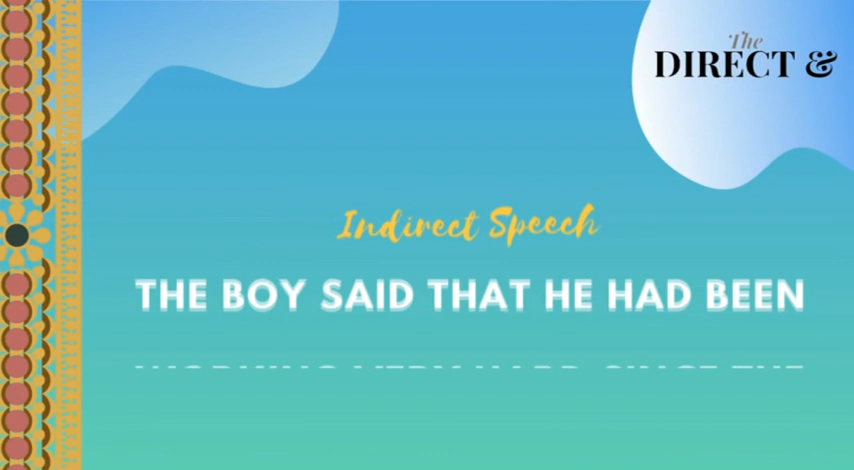 The
DIRECT &
Indirect Speech
THE BOY SAID THAT HE HAD BEEN